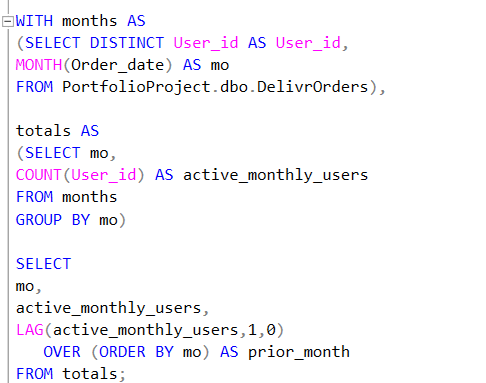 WITH months AS
(SELECT DISTINCT User_id AS User_id,
MONTH(Order_date) AS mo
FROM PortfolioProject.dbo.DelivrOrders),
totals AS
(SELECT mo,
COUNT(User_id) AS active_monthly_users
FROM months
GROUP BY mo)
SELECT
mo,
active_monthly_users,
LAG(active_monthly_users,1,0)
OVER (ORDER BY mo) AS prior_month
FROM totals;